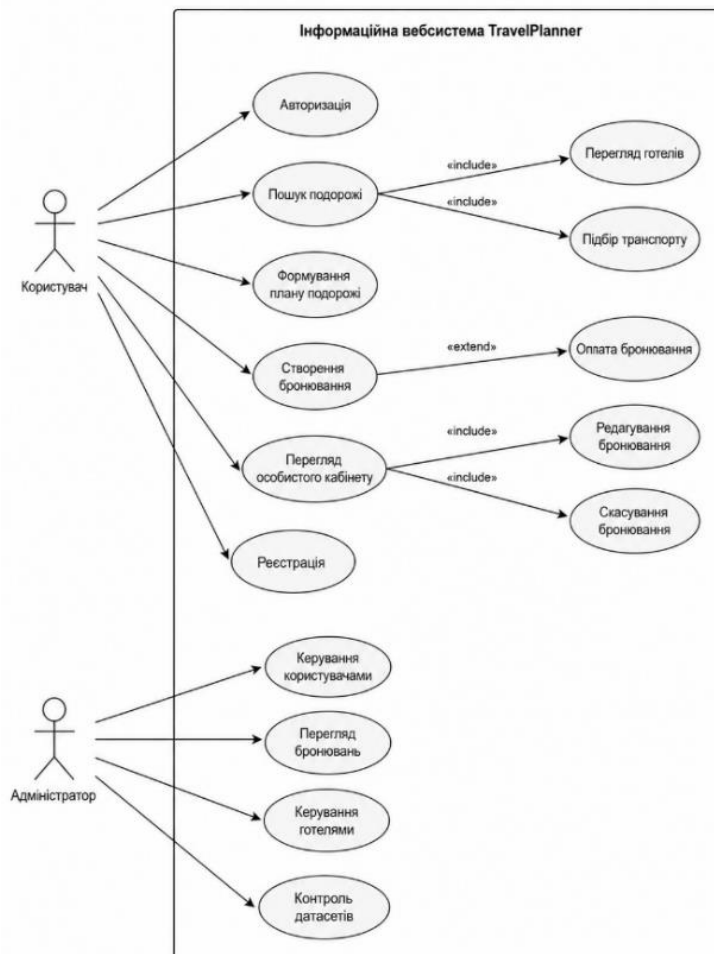 Інформаційна вебсистема TravelPlanner
Авторизація
Пошук подорожі
«include»
Перегляд готелів
«include»
Підбір транспорту
Користувач
Формування
плану подорожі
Створення
бронювання
«extend»
Оплата бронювання
Перегляд
особистого кабінету
«include»
Редагування
бронювання
«include»
Скасування
бронювання
Реєстрація
Адміністратор
Керування
користувачами
Перегляд
бронювань
Керування
готелями
Контроль
датасетів